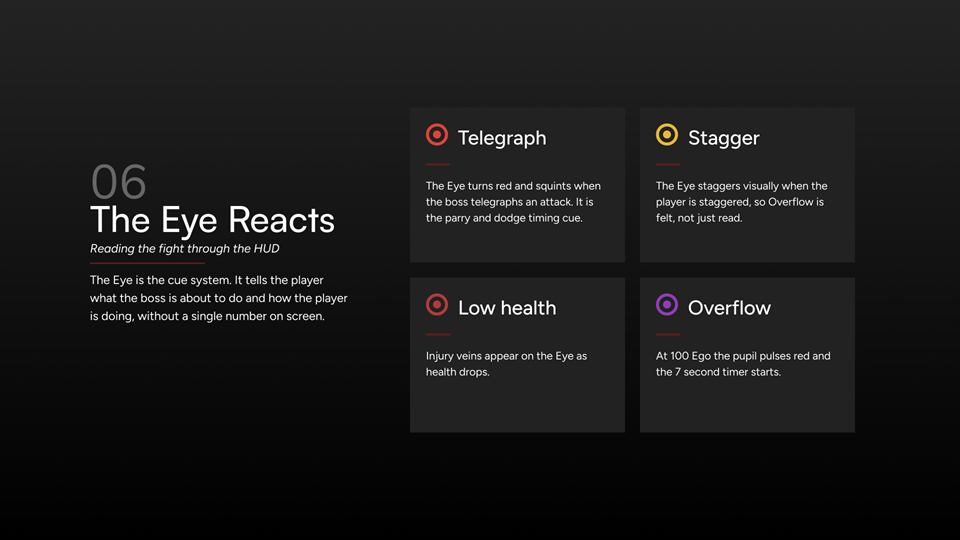 06
The Eye Reacts
Reading the fight through the HUD
The Eye is the cue system. It tells the player
what the boss is about to do and how the player
is doing, without a single number on screen.
Telegraph
The Eye turns red and squints when
the boss telegraphs an attack. It is
the parry and dodge timing cue.
Stagger
The Eye staggers visually when the
player is staggered, so Overflow is
felt, not just read.
Low health
Injury veins appear on the Eye as
health drops.
Overflow
At 100 Ego the pupil pulses red and
the 7 second timer starts.